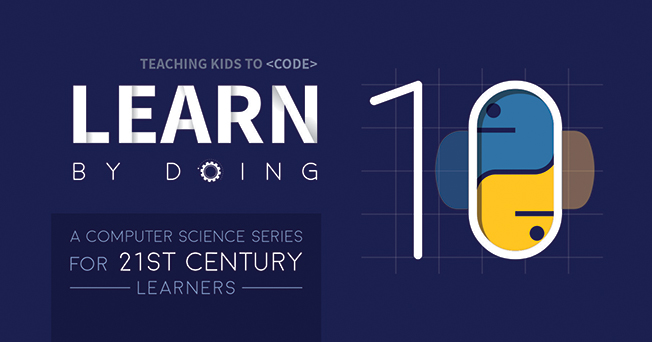 TEACHING KIDS TO <CODE>
LEARN
BY DOING
A COMPUTER SCIENCE SERIES
FOR 21ST CENTURY
LEARNERS
10